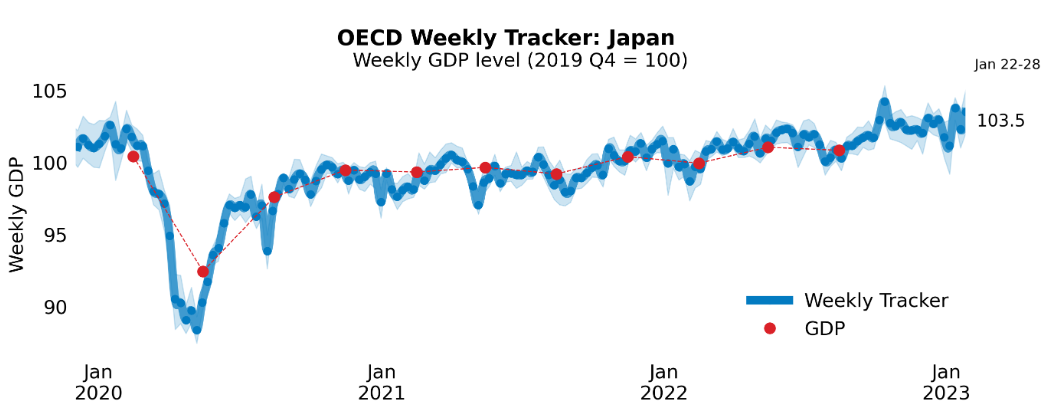 OECD Weekly Tracker: Japan
Weekly GDP level (2019 Q4 = 100)
Jan 22-28
105
103.5
100
Weekly GDP
95
90
Weekly Tracker
GDP
Jan
2020
Jan
2021
Jan
2022
Jan
2023